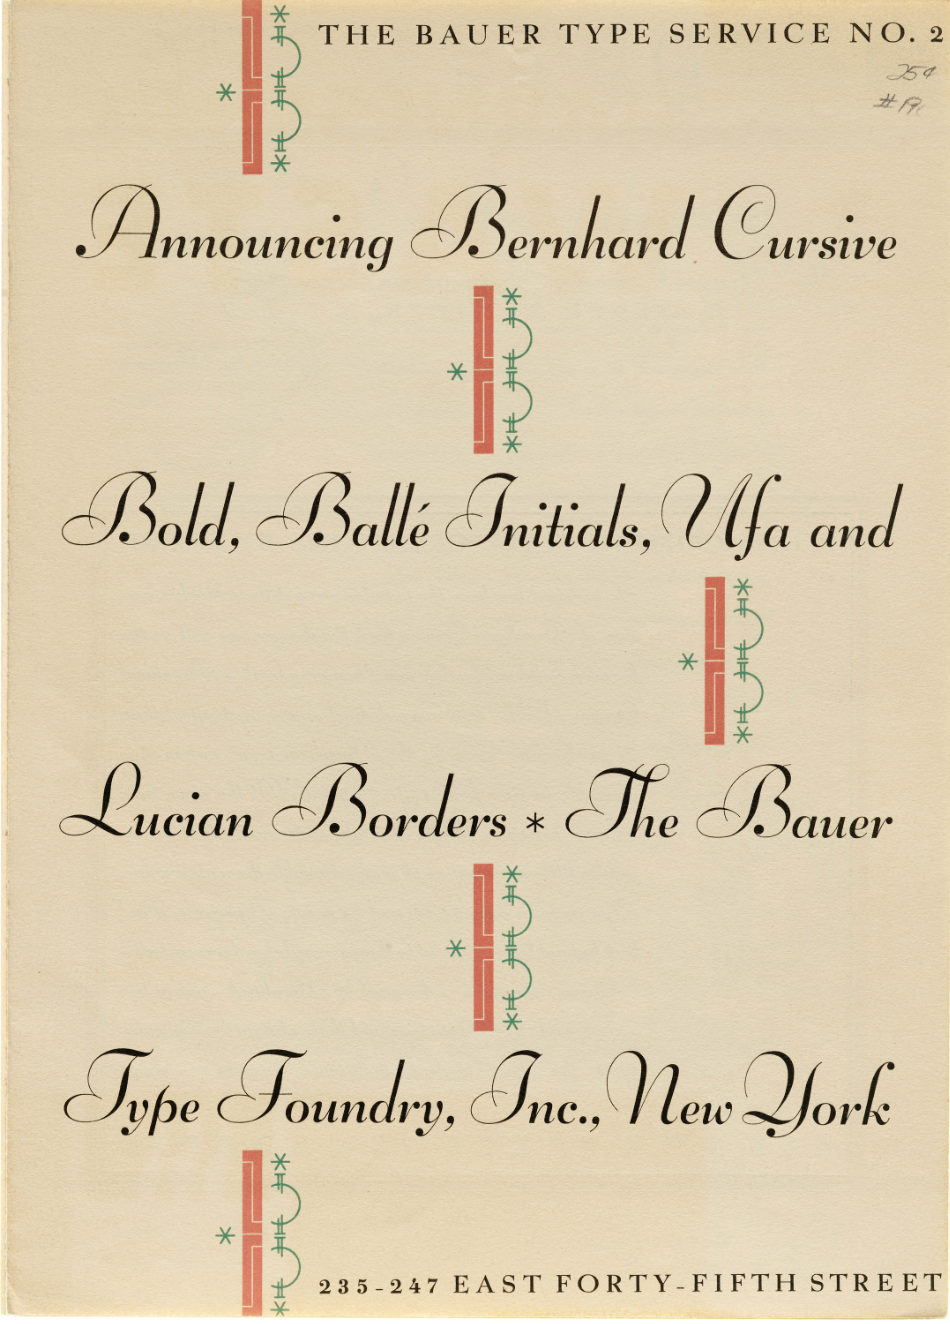 THE BAUER TYPE SERVICE NO. 2
25¢
Announcing Bernhard Cursive
Bold, Ballé Initials, Ufa and
Lucian Borders * The Bauer
Type Foundry, Inc., New York
235-247 EAST FORTY-FIFTH STREET